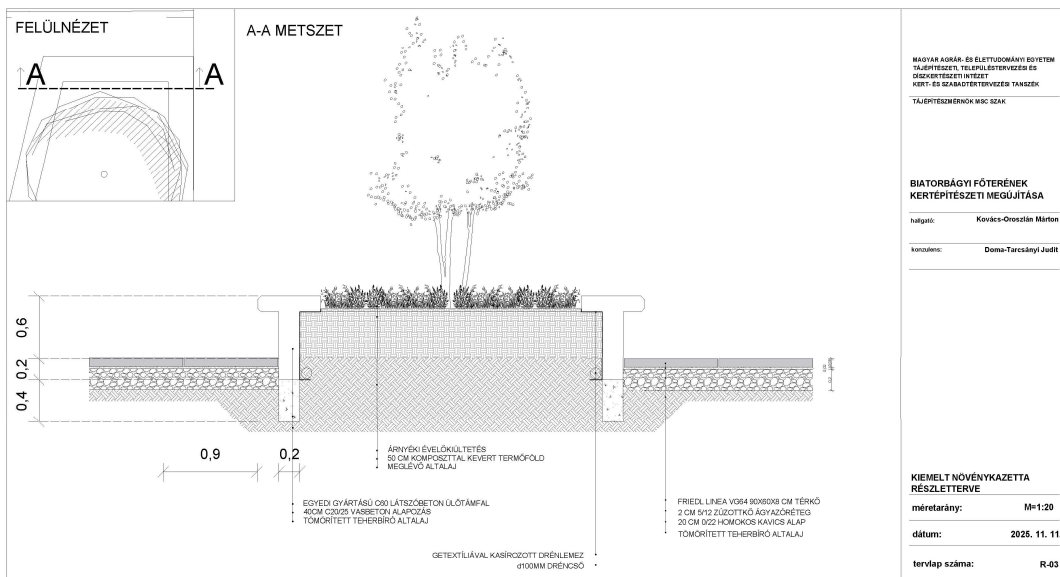 FELÜLNÉZET
A
A
A-A METSZET
0,6
0,2
0,4
0,9
0,2
ÁRNYÉKI ÉVELŐKIÜLTETÉS
50 CM KOMPOSZTTAL KEVERT TERMŐFÖLD
MEGLÉVŐ ALTALAJ
EGYEDI GYÁRTÁSÚ C60 LÁTSZÓBETON ÜLŐTÁMFAL
40CM C20/25 VASBETON ALAPOZÁS
TÖMÖRÍTETT TEHERBÍRÓ ALTALAJ
GETEXTÍLIÁVAL KASÍROZOTT DRÉNLEMEZ
d100MM DRÉNCSŐ
FRIEDL LINEA VG64 90X60X8 CM TÉRKŐ
2 CM 5/12 ZÚZOTTKŐ ÁGYAZÓRÉTEG
20 CM 0/22 HOMOKOS KAVICS ALAP
TÖMÖRÍTETT TEHERBÍRÓ ALTALAJ
MAGYAR AGRÁR- ÉS ÉLETTUDOMÁNYI EGYETEM
TÁJÉPÍTÉSZETI, TELEPÜLÉSTERVEZÉSI ÉS
DÍSZKERTÉSZETI INTÉZET
KERT- ÉS SZABADTÉRTERVEZÉSI TANSZÉK
TÁJÉPÍTÉSZMÉRNÖK MSC SZAK
BIATORBÁGYI FŐTERÉNEK
KERTÉPÍTÉSZETI MEGÚJÍTÁSA
hallgató: Kovács-Oroszlán Márton
konzulens: Doma-Tarcsányi Judit
KIEMELT NÖVÉNYKAZETTA
RÉSZLETTERVE
méretarány: M=1:20
dátum: 2025. 11. 11
tervlap száma: R-03